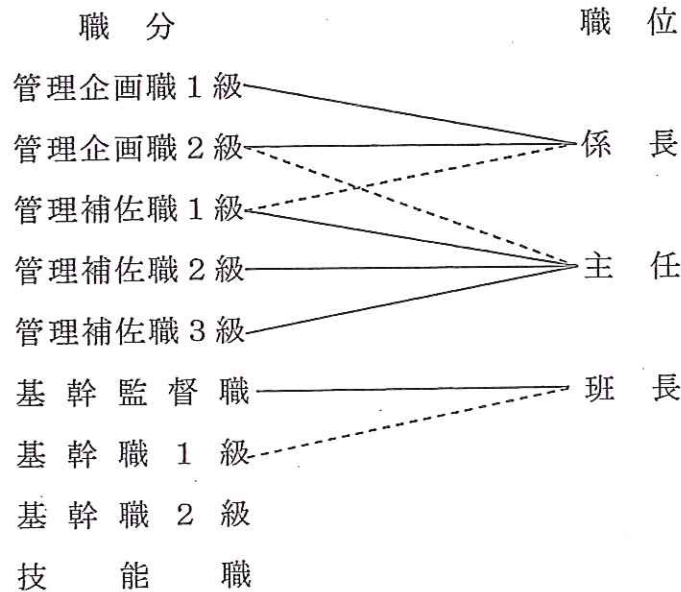 職分 職位
管理企画職1級
管理企画職2級 係長
管理補佐職1級
管理補佐職2級 主任
管理補佐職3級
基幹監督職 班長
基幹職1級
基幹職2級
技能職